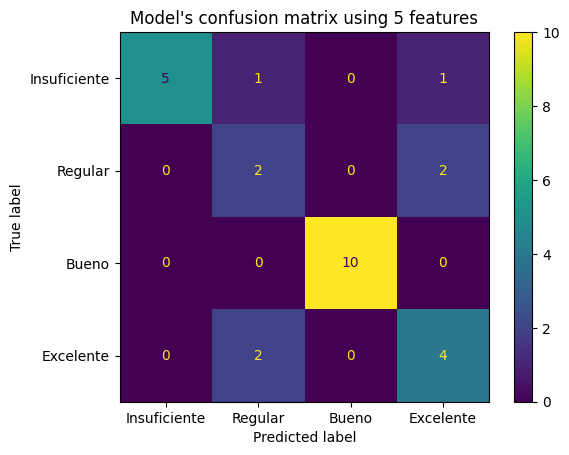 Model's confusion matrix using 5 features
10
Insuficiente 5 1 0 1
8
Regular 0 2 0 2
6
True label
4
Bueno 0 0 10 0
2
Excelente 0 2 0 4
0
Insuficiente Regular Bueno Excelente
Predicted label